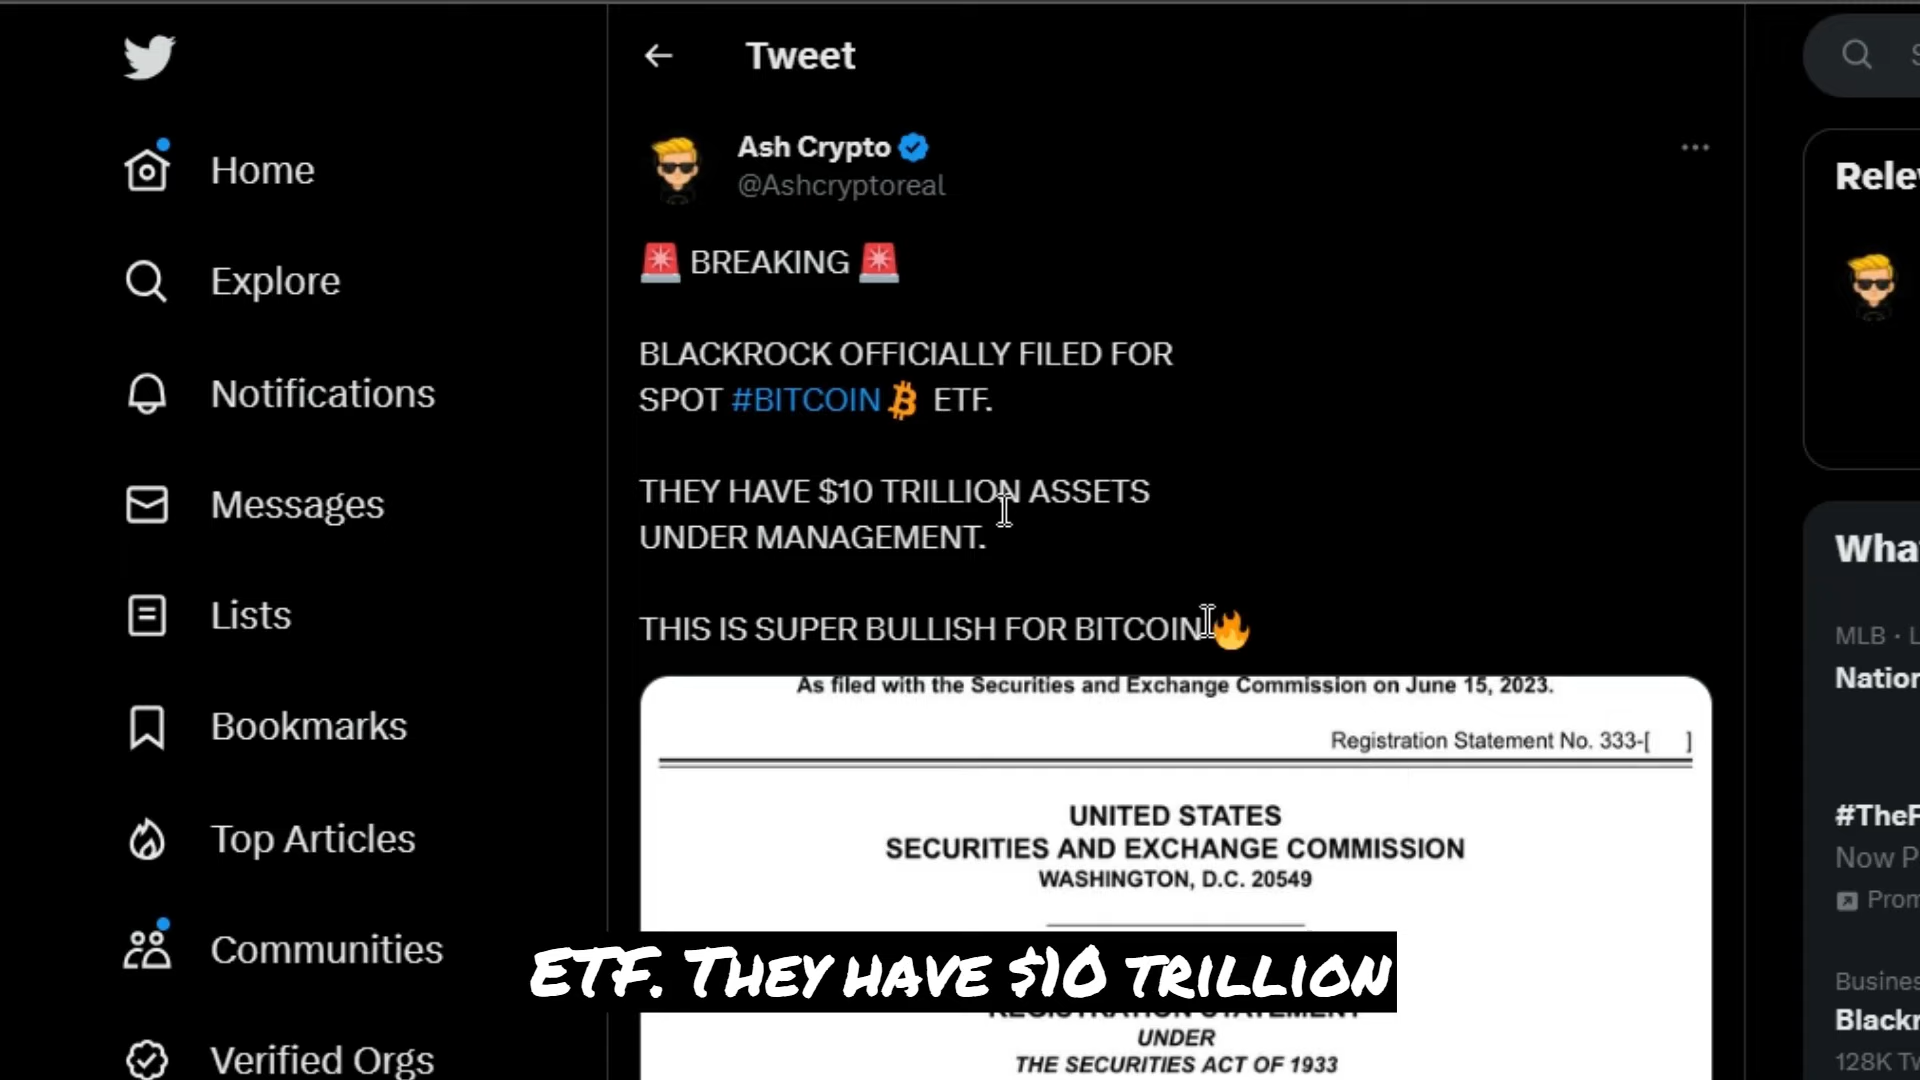 Tweet
Home
Explore
Notifications
Messages
Lists
Bookmarks
Top Articles
Communities
Verified Orgs
Ash Crypto
@Ashcryptoreal
🚨 BREAKING 🚨
BLACKROCK OFFICIALLY FILED FOR
SPOT #BITCOIN ETF.
THEY HAVE $10 TRILLION ASSETS
UNDER MANAGEMENT.
THIS IS SUPER BULLISH FOR BITCOIN 🔥
As filed with the Securities and Exchange Commission on June 15, 2023.
Registration Statement No. 333-[ ]
UNITED STATES
SECURITIES AND EXCHANGE COMMISSION
WASHINGTON, D.C. 20549
ETF. THEY HAVE $10 TRILLION
REGISTRATION STATEMENT
UNDER
THE SECURITIES ACT OF 1933
Rele
Wha
MLB · L
Nation
#TheF
Now P
Prom
Busines
Blackr
128K Tw